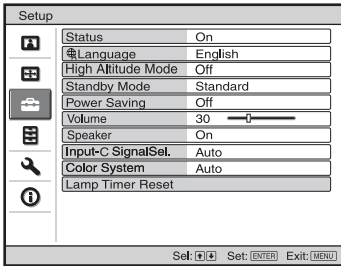 Setup
Status On
Language English
High Altitude Mode Off
Standby Mode Standard
Power Saving Off
Volume 30
Speaker On
Input-C SignalSel. Auto
Color System Auto
Lamp Timer Reset
Sel: Set: ENTER Exit: MENU